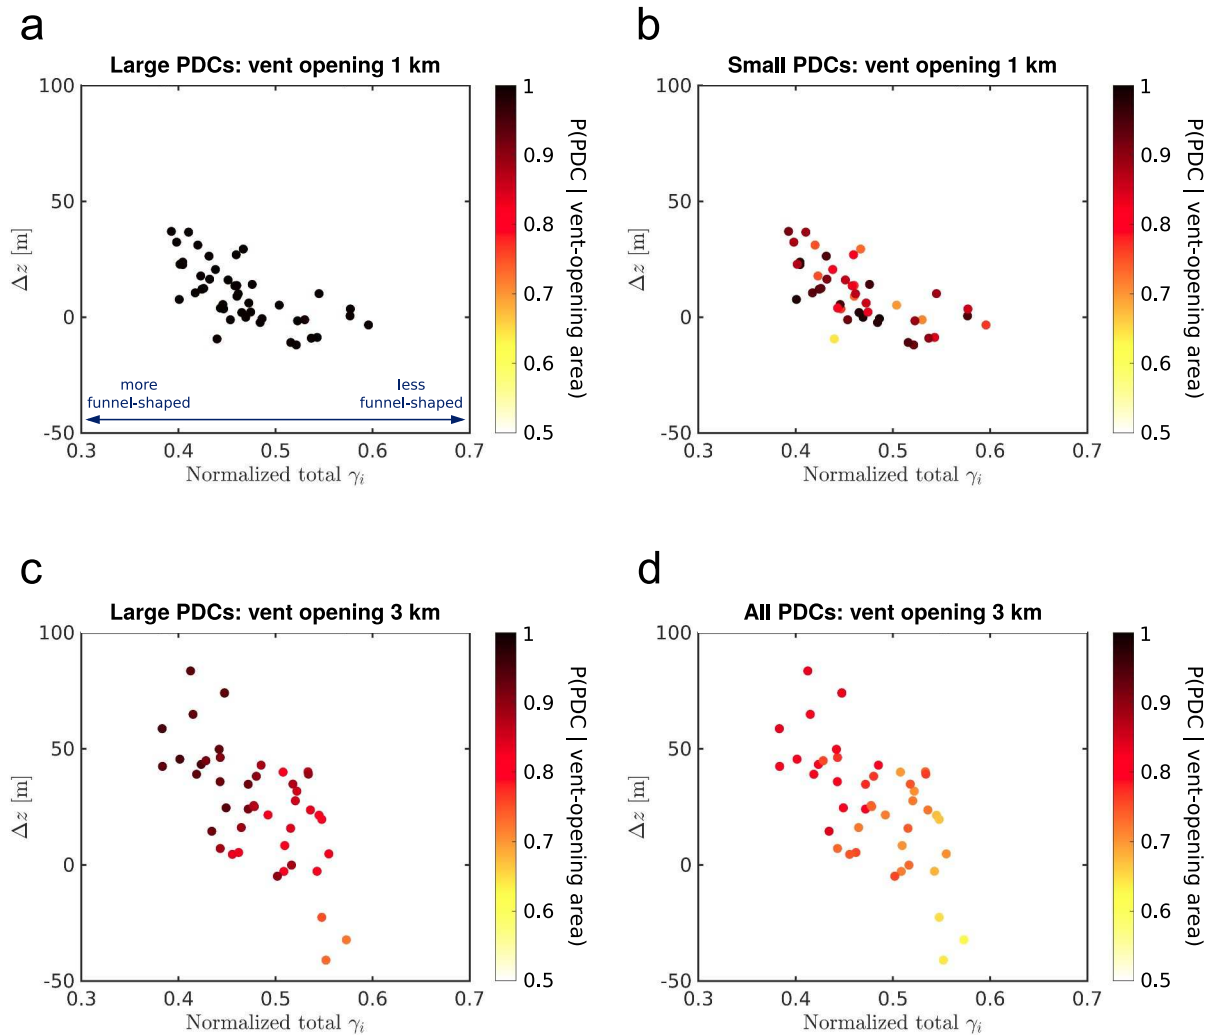 a
Large PDCs: vent opening 1 km
100
50
0
-50
Δz [m]
more
funnel-shaped
less
funnel-shaped
0.3 0.4 0.5 0.6 0.7
Normalized total γi
1
0.9
0.8
0.7
0.6
0.5
P(PDC | vent-opening area)
b
Small PDCs: vent opening 1 km
100
50
0
-50
Δz [m]
0.3 0.4 0.5 0.6 0.7
Normalized total γi
1
0.9
0.8
0.7
0.6
0.5
P(PDC | vent-opening area)
c
Large PDCs: vent opening 3 km
100
50
0
-50
Δz [m]
0.3 0.4 0.5 0.6 0.7
Normalized total γi
1
0.9
0.8
0.7
0.6
0.5
P(PDC | vent-opening area)
d
All PDCs: vent opening 3 km
100
50
0
-50
Δz [m]
0.3 0.4 0.5 0.6 0.7
Normalized total γi
1
0.9
0.8
0.7
0.6
0.5
P(PDC | vent-opening area)